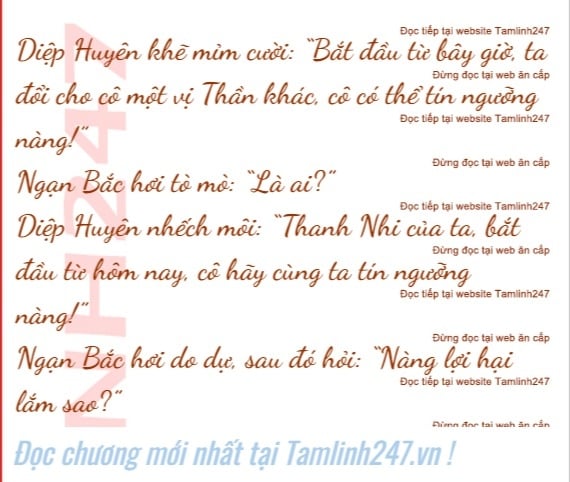 Đọc tiếp tại website Tamlinh247
Diệp Huyên khẽ mỉm cười: “Bắt đầu từ bây giờ, ta
Đừng đọc tại web ăn cắp
đổi cho cô một vị Thần khác, cô có thể tín ngưỡng
Đọc tiếp tại website Tamlinh247
nàng!”
Đừng đọc tại web ăn cắp
Ngạn Bắc hơi tò mò: “Là ai?”
Đọc tiếp tại website Tamlinh247
Diệp Huyên nhếch môi: “Thanh Nhi của ta, bắt
Đừng đọc tại web ăn cắp
đầu từ hôm nay, cô hãy cùng ta tín ngưỡng
Đọc tiếp tại website Tamlinh247
nàng!”
Đừng đọc tại web ăn cắp
Ngạn Bắc hơi do dự, sau đó hỏi: “Nàng lợi hại
Đọc tiếp tại website Tamlinh247
lắm sao?”
Đừng đọc tại web ăn cắp
NH247
Đọc chương mới nhất tại Tamlinh247.vn !